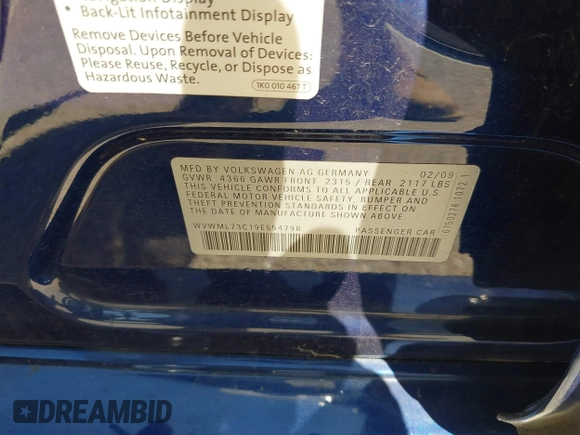 • Back-Lit Infotainment Display
Remove Devices Before Vehicle
Disposal. Upon Removal of Devices:
Please Reuse, Recycle, or Dispose as
Hazardous Waste.
1K0 010 467 T
MFD BY VOLKSWAGEN AG GERMANY 02/09
GVWR 4366 GAWR FRONT 2315 / REAR 2117 LBS
THIS VEHICLE CONFORMS TO ALL APPLICABLE U.S.
FEDERAL MOTOR VEHICLE SAFETY, BUMPER AND
THEFT PREVENTION STANDARDS IN EFFECT ON
THE DATE OF MANUFACTURE SHOWN ABOVE
WVWML73C19E554798 PASSENGER CAR
DREAMBID